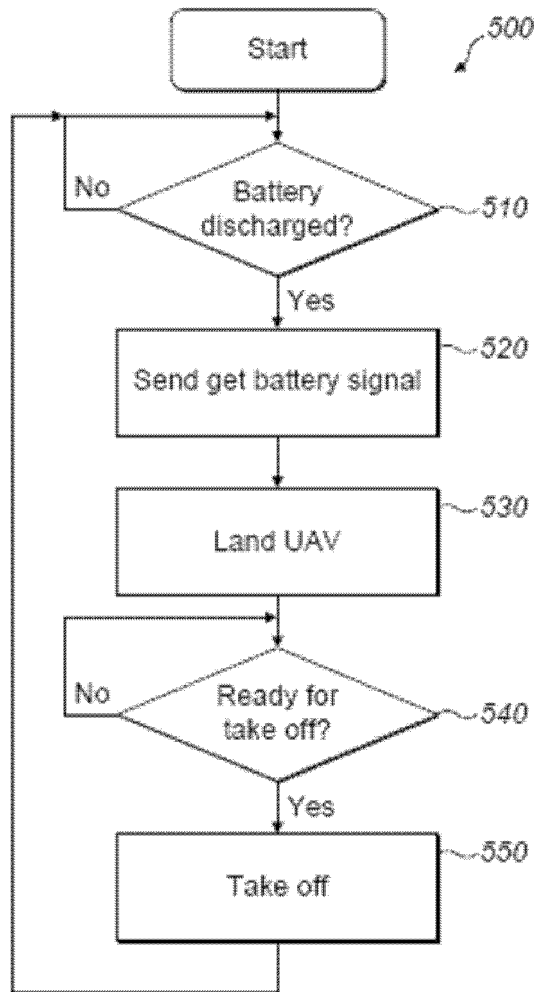 500
Start
No
Battery
discharged?
510
Yes
520
Send get battery signal
530
Land UAV
No
Ready for
take off?
540
Yes
550
Take off